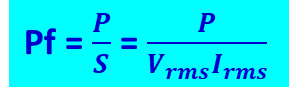 Pf = P/S = P/(V_rms I_rms)